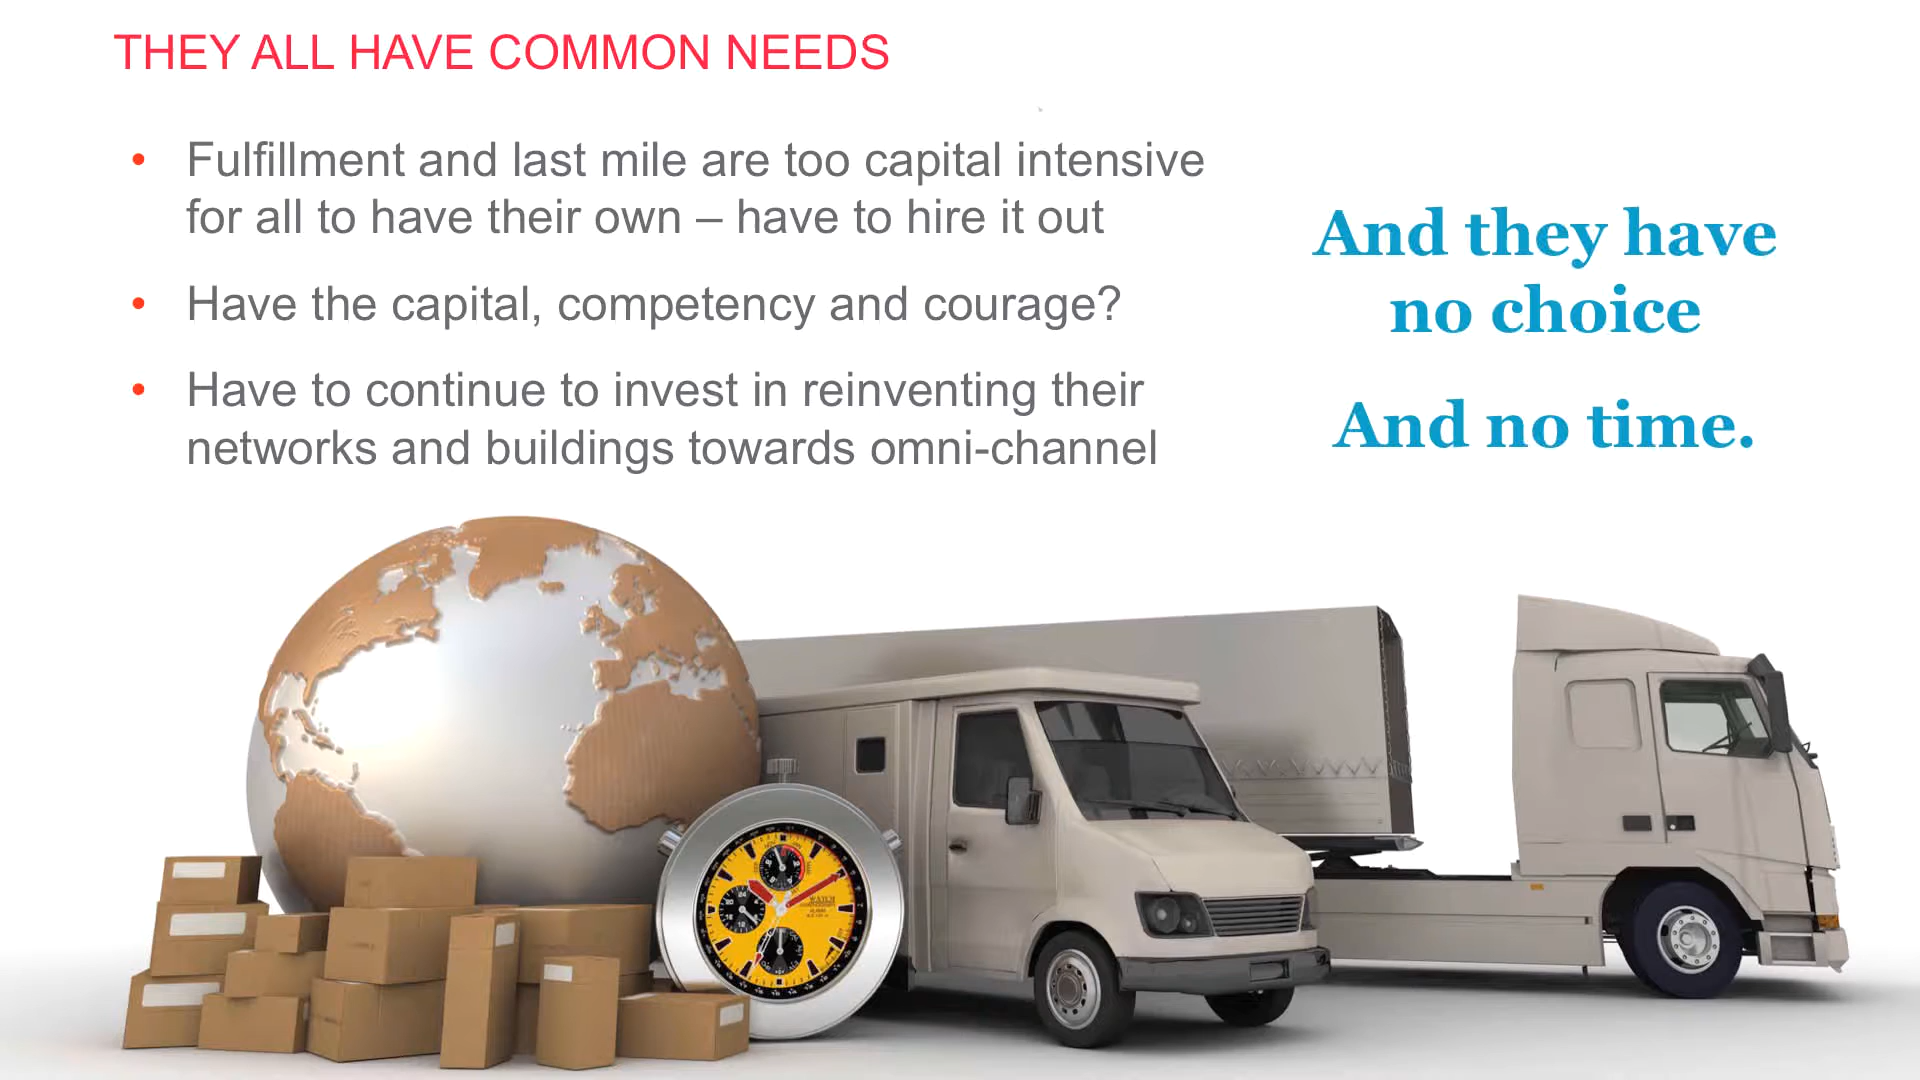 THEY ALL HAVE COMMON NEEDS
• Fulfillment and last mile are too capital intensive
for all to have their own – have to hire it out
• Have the capital, competency and courage?
• Have to continue to invest in reinventing their
networks and buildings towards omni-channel
And they have
no choice
And no time.